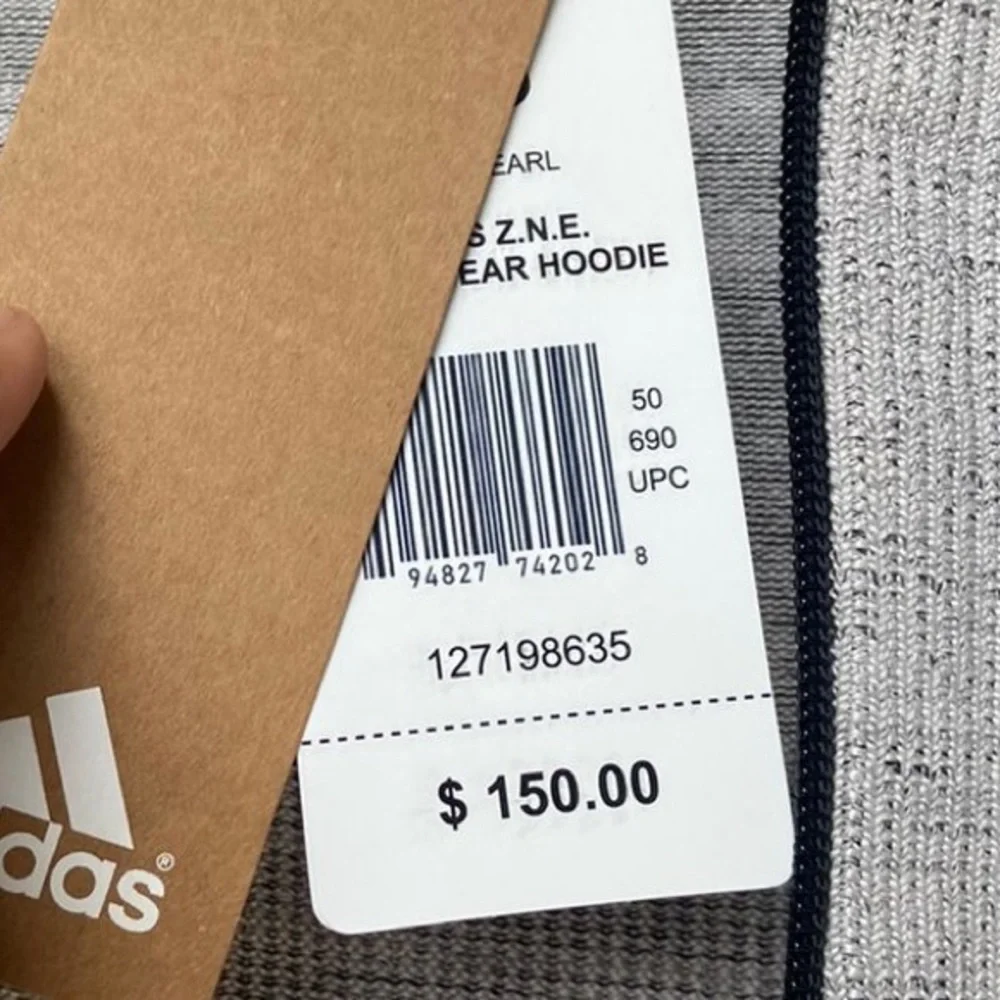 EARL
S Z.N.E.
EAR HOODIE
50
690
UPC
94827 74202 8
127198635
$ 150.00
das®